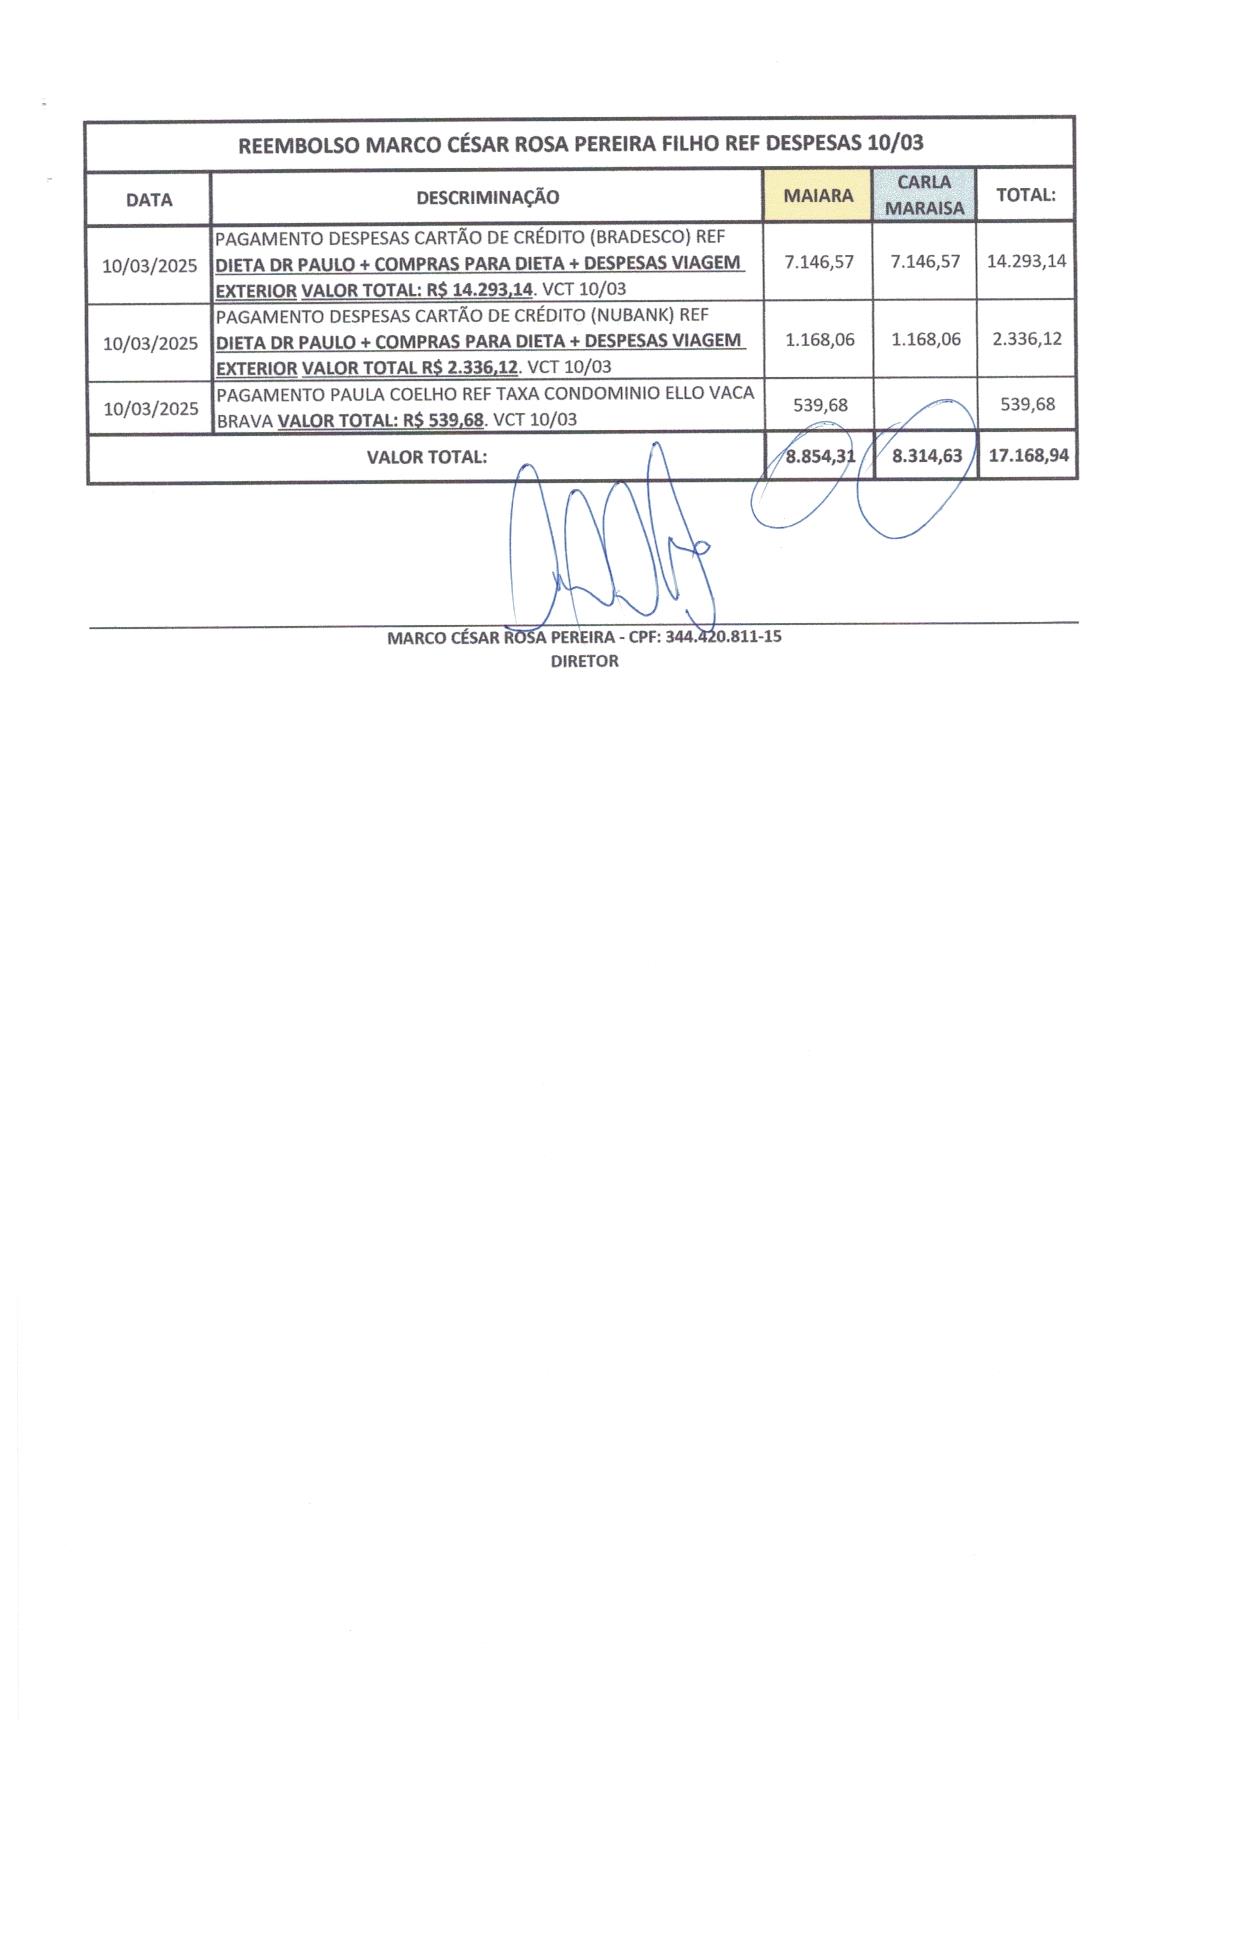 REEMBOLSO MARCO CÉSAR ROSA PEREIRA FILHO REF DESPESAS 10/03
DATA DESCRIMINAÇÃO MAIARA CARLA MARAISA TOTAL:
10/03/2025 PAGAMENTO DESPESAS CARTÃO DE CRÉDITO (BRADESCO) REF
DIETA DR PAULO + COMPRAS PARA DIETA + DESPESAS VIAGEM
EXTERIOR VALOR TOTAL: R$ 14.293,14. VCT 10/03 7.146,57 7.146,57 14.293,14
10/03/2025 PAGAMENTO DESPESAS CARTÃO DE CRÉDITO (NUBANK) REF
DIETA DR PAULO + COMPRAS PARA DIETA + DESPESAS VIAGEM
EXTERIOR VALOR TOTAL R$ 2.336,12. VCT 10/03 1.168,06 1.168,06 2.336,12
10/03/2025 PAGAMENTO PAULA COELHO REF TAXA CONDOMINIO ELLO VACA
BRAVA VALOR TOTAL: R$ 539,68. VCT 10/03 539,68 539,68
VALOR TOTAL: 8.854,31 8.314,63 17.168,94
MARCO CÉSAR ROSA PEREIRA - CPF: 344.420.811-15
DIRETOR